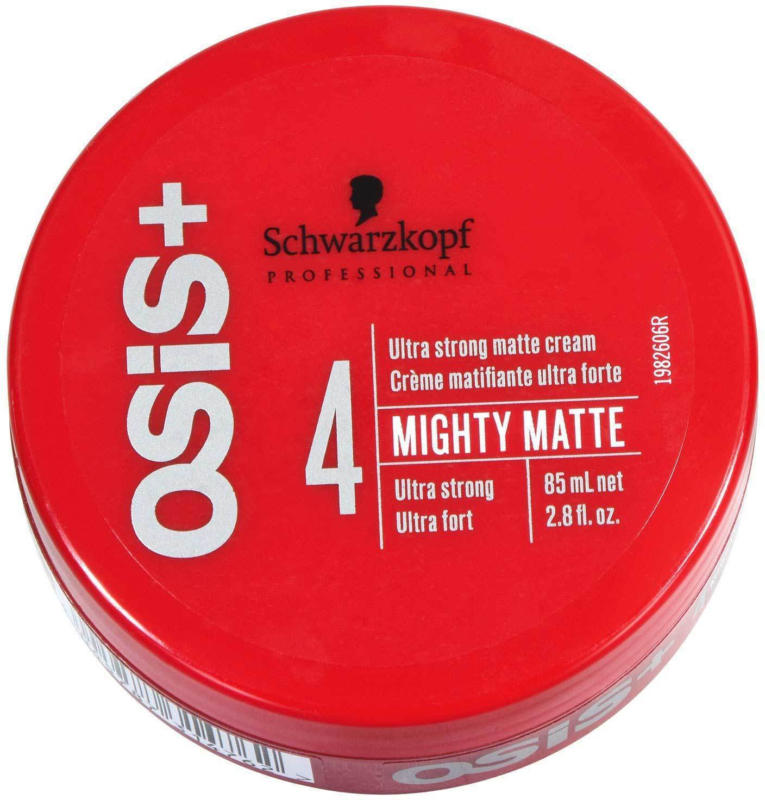 OSiS+
Schwarzkopf
PROFESSIONAL
4
Ultra strong matte cream
Crème matifiante ultra forte
MIGHTY MATTE
Ultra strong
Ultra fort
85 mL net
2.8 fl. oz.
1982606R
OSiS+